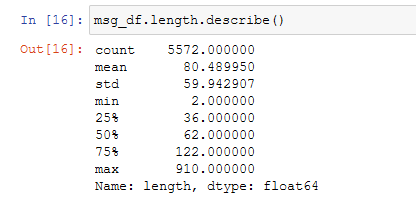 In [16]: msg_df.length.describe()
Out[16]: count    5572.000000
mean       80.489950
std        59.942907
min         2.000000
25%        36.000000
50%        62.000000
75%       122.000000
max       910.000000
Name: length, dtype: float64